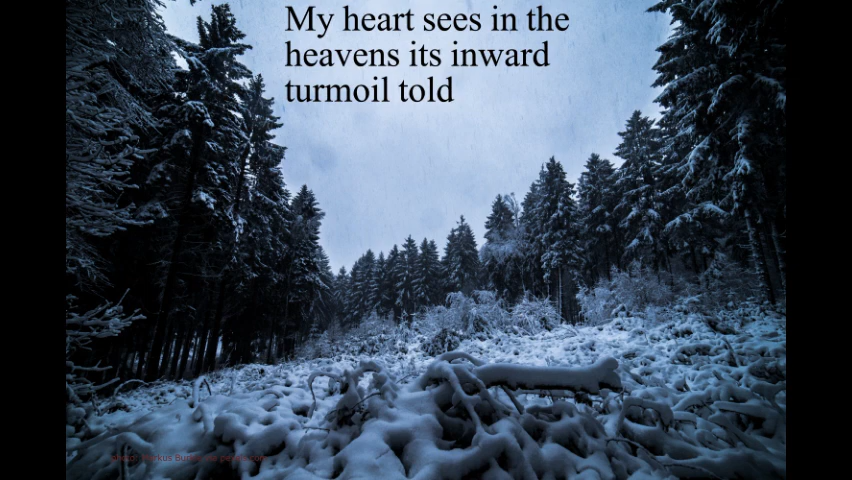 My heart sees in the
heavens its inward
turmoil told